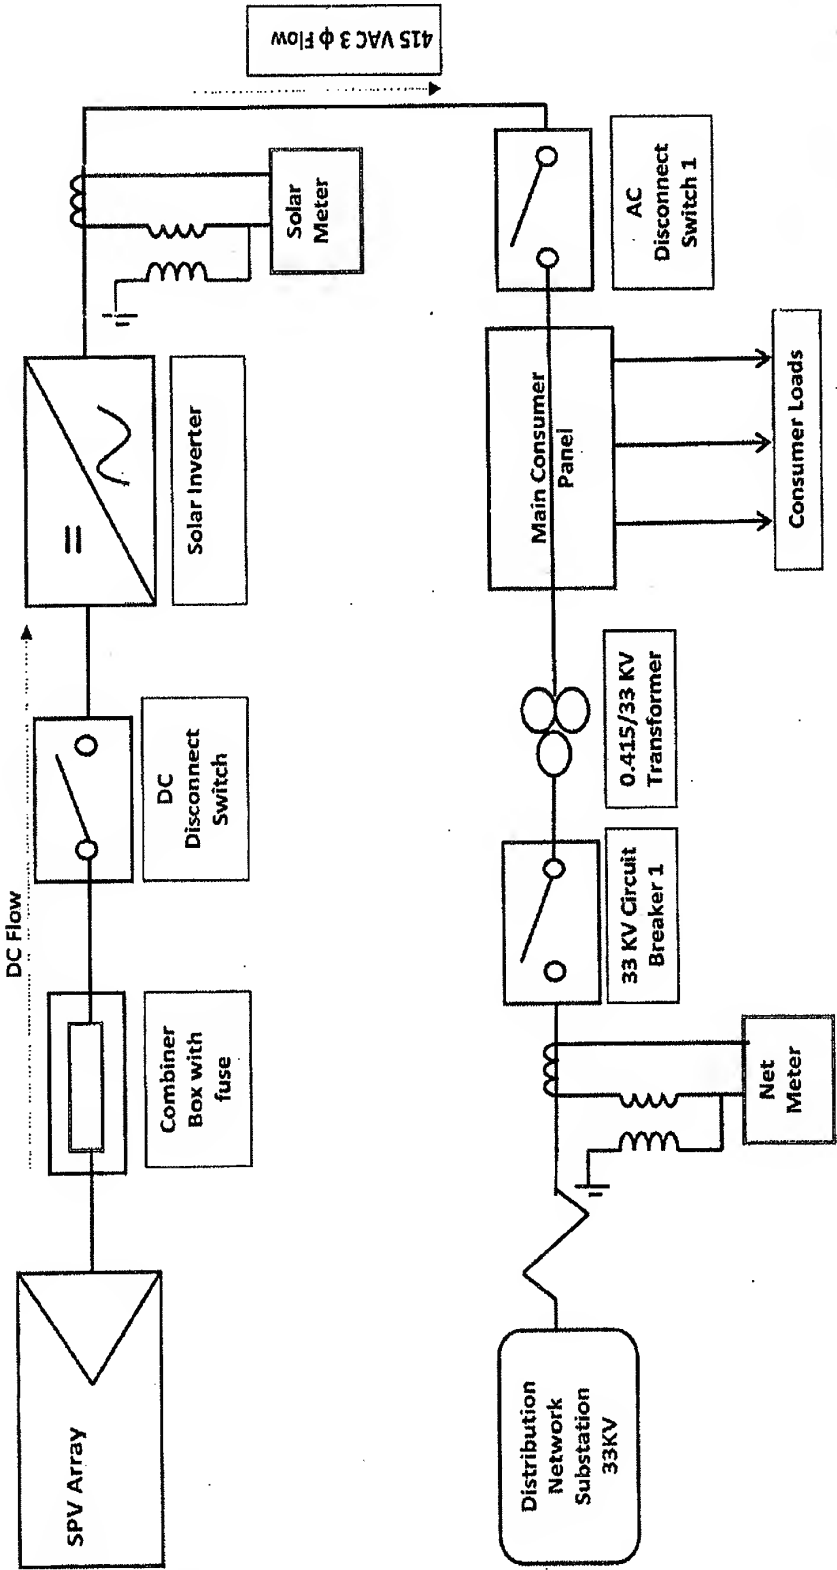 DC Flow
SPV Array
Combiner
Box with
fuse
DC
Disconnect
Switch
Solar Inverter
Solar
Meter
415 VAC 3 ϕ Flow
Distribution
Network
Substation
33KV
Net
Meter
33 KV Circuit
Breaker 1
0.415/33 KV
Transformer
Main Consumer
Panel
Consumer Loads
AC
Disconnect
Switch 1